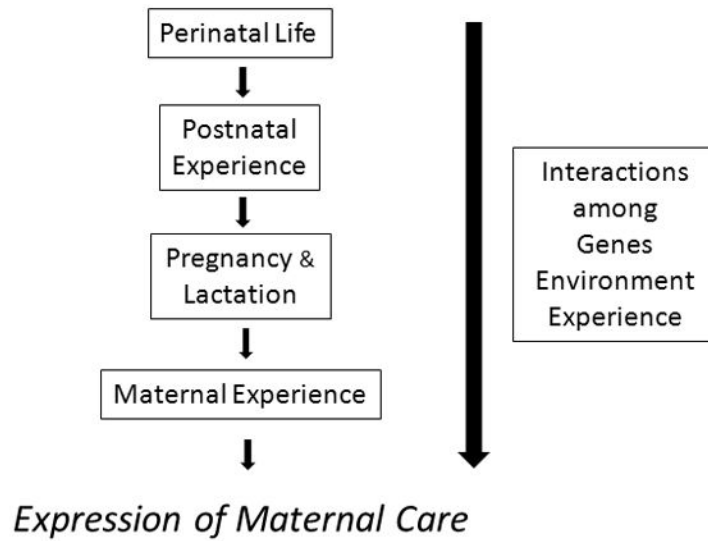 Perinatal Life
Postnatal
Experience
Pregnancy &
Lactation
Maternal Experience
Expression of Maternal Care
Interactions
among
Genes
Environment
Experience